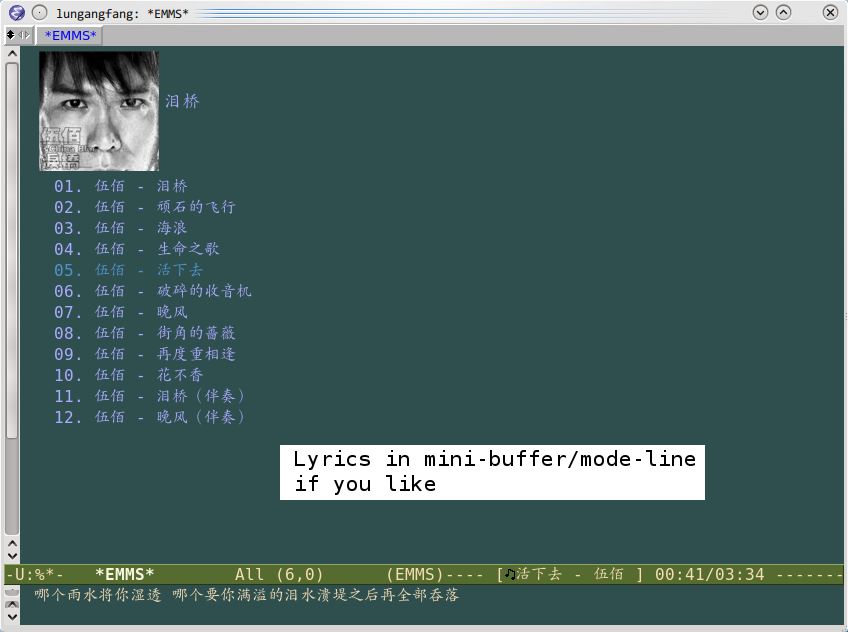 lungangfang: *EMMS*
*EMMS*
泪桥
伍佰
& China Blue
淚橋
01. 伍佰 - 泪桥
02. 伍佰 - 顽石的飞行
03. 伍佰 - 海浪
04. 伍佰 - 生命之歌
05. 伍佰 - 活下去
06. 伍佰 - 破碎的收音机
07. 伍佰 - 晚风
08. 伍佰 - 街角的蔷薇
09. 伍佰 - 再度重相逢
10. 伍佰 - 花不香
11. 伍佰 - 泪桥（伴奏）
12. 伍佰 - 晚风（伴奏）
Lyrics in mini-buffer/mode-line
if you like
-U:%*- *EMMS* All (6,0) (EMMS)---- [♫活下去 - 伍佰 ] 00:41/03:34 -------
哪个雨水将你湿透 哪个要你满溢的泪水溃堤之后再全部吞落